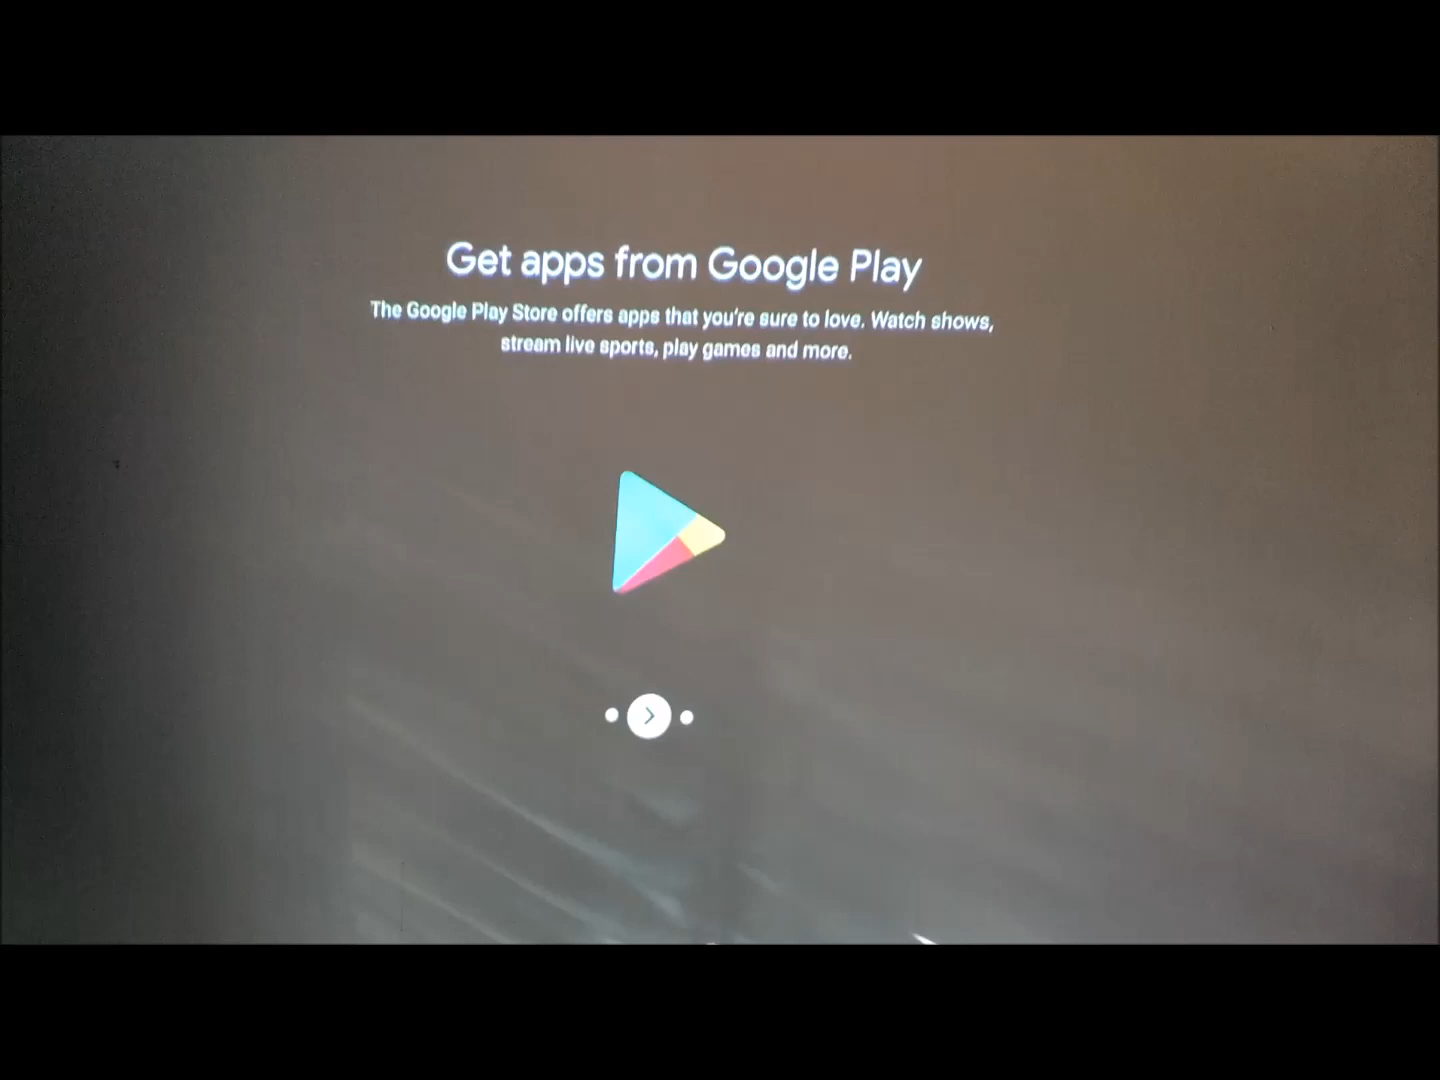 Get apps from Google Play
The Google Play Store offers apps that you're sure to love. Watch shows,
stream live sports, play games and more.